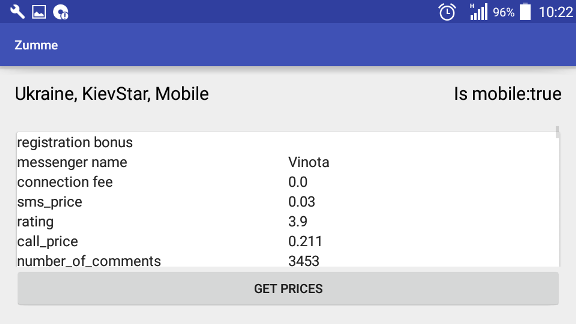 H 96% 10:22
Zumme
Ukraine, KievStar, Mobile Is mobile:true
registration bonus
messenger name Vinota
connection fee 0.0
sms_price 0.03
rating 3.9
call_price 0.211
number_of_comments 3453
GET PRICES